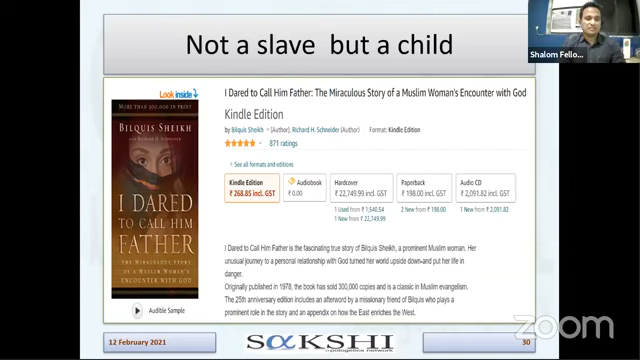 Not a slave but a child
Shalom Fello...
Look inside
MORE THAN 300,000 IN PRINT
BILQUIS SHEIKH
WITH RICHARD H. SCHNEIDER
I DARED
TO CALL HIM
FATHER
THE MIRACULOUS STORY OF A MUSLIM WOMAN'S
ENCOUNTER WITH GOD
Audible Sample
I Dared to Call Him Father: The Miraculous Story of a Muslim Woman's Encounter with God
Kindle Edition
by Bilquis Sheikh (Author), Richard H. Schneider (Author) Format: Kindle Edition
871 ratings
See all formats and editions
Kindle Edition
₹ 268.85 incl. GST
Audiobook
₹ 0.00
Hardcover
₹ 22,749.99 incl. GST
1 Used from ₹ 1,540.54
1 New from ₹ 22,749.99
Paperback
₹ 198.00 incl. GST
2 New from ₹ 198.00
Audio CD
₹ 2,091.82 incl. GST
1 New from ₹ 2,091.82
I Dared to Call Him Father is the fascinating true story of Bilquis Sheikh, a prominent Muslim woman. Her
unusual journey to a personal relationship with God turned her world upside down-and put her life in
danger.
Originally published in 1978, the book has sold 300,000 copies and is a classic in Muslim evangelism.
The 25th anniversary edition includes an afterword by a missionary friend of Bilquis who plays a
prominent role in the story and an appendix on how the East enriches the West.
12 February 2021
SαKSHI
apologetics network
30
zoom